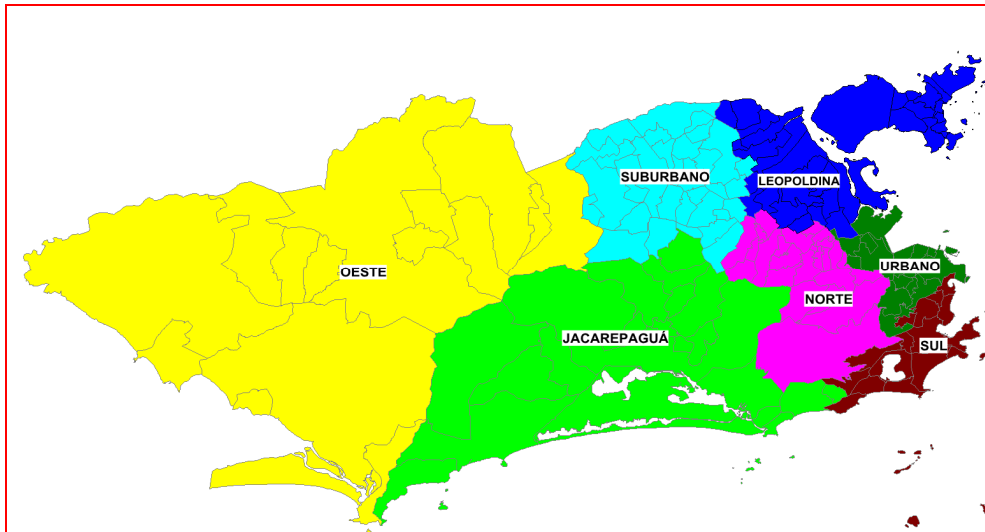 SUBURBANO
LEOPOLDINA
OESTE
URBANO
NORTE
JACAREPAGUÁ
SUL